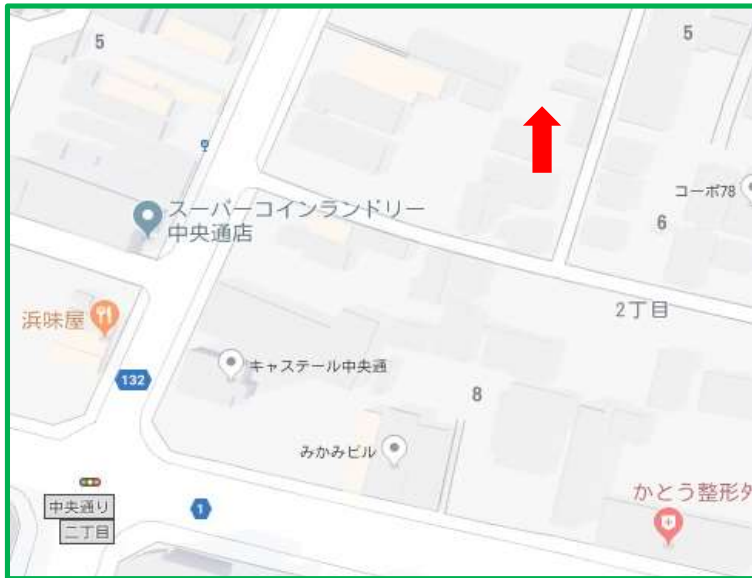 5
5
コーポ78
スーパーコインランドリー
中央通店
6
2丁目
浜味屋
132
キャステール中央通
8
みかみビル
かとう整形外
中央通り
二丁目
1